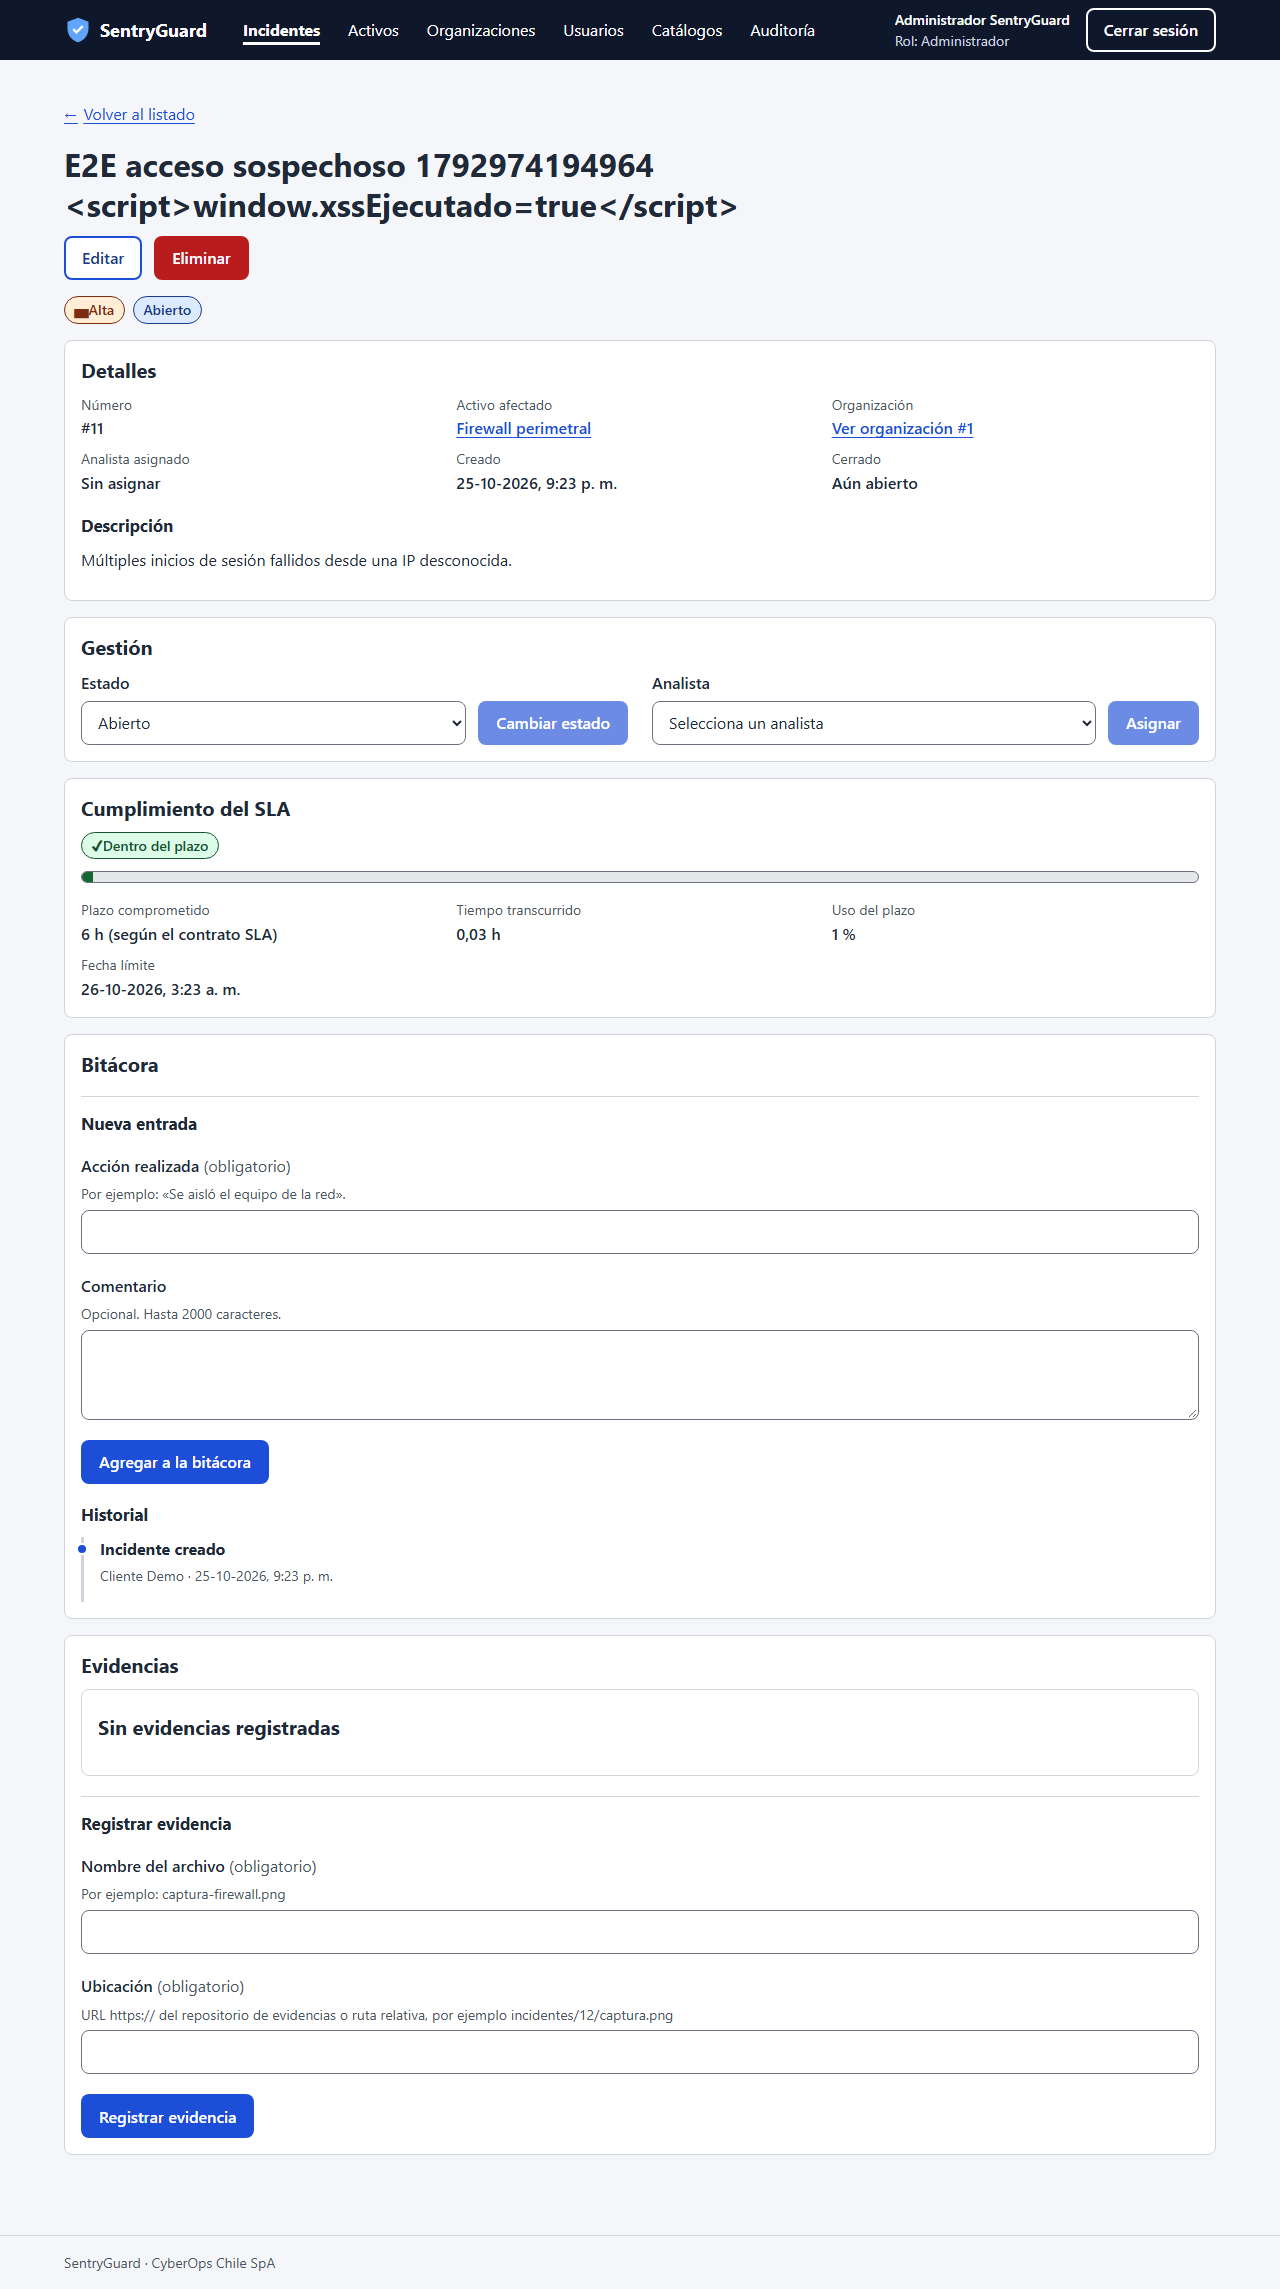 SentryGuard
Incidentes
Activos
Organizaciones
Usuarios
Catálogos
Auditoría
Administrador SentryGuard
Rol: Administrador
Cerrar sesión
← Volver al listado
E2E acceso sospechoso 1792974194964
<script>window.xssEjecutado=true</script>
Editar
Eliminar
Alta
Abierto
Detalles
Número
#11
Activo afectado
Firewall perimetral
Organización
Ver organización #1
Analista asignado
Sin asignar
Creado
25-10-2026, 9:23 p. m.
Cerrado
Aún abierto
Descripción
Múltiples inicios de sesión fallidos desde una IP desconocida.
Gestión
Estado
Abierto
Cambiar estado
Analista
Selecciona un analista
Asignar
Cumplimiento del SLA
✔Dentro del plazo
Plazo comprometido
6 h (según el contrato SLA)
Tiempo transcurrido
0,03 h
Uso del plazo
1 %
Fecha límite
26-10-2026, 3:23 a. m.
Bitácora
Nueva entrada
Acción realizada (obligatorio)
Por ejemplo: «Se aisló el equipo de la red».
Comentario
Opcional. Hasta 2000 caracteres.
Agregar a la bitácora
Historial
Incidente creado
Cliente Demo · 25-10-2026, 9:23 p. m.
Evidencias
Sin evidencias registradas
Registrar evidencia
Nombre del archivo (obligatorio)
Por ejemplo: captura-firewall.png
Ubicación (obligatorio)
URL https:// del repositorio de evidencias o ruta relativa, por ejemplo incidentes/12/captura.png
Registrar evidencia
SentryGuard · CyberOps Chile SpA